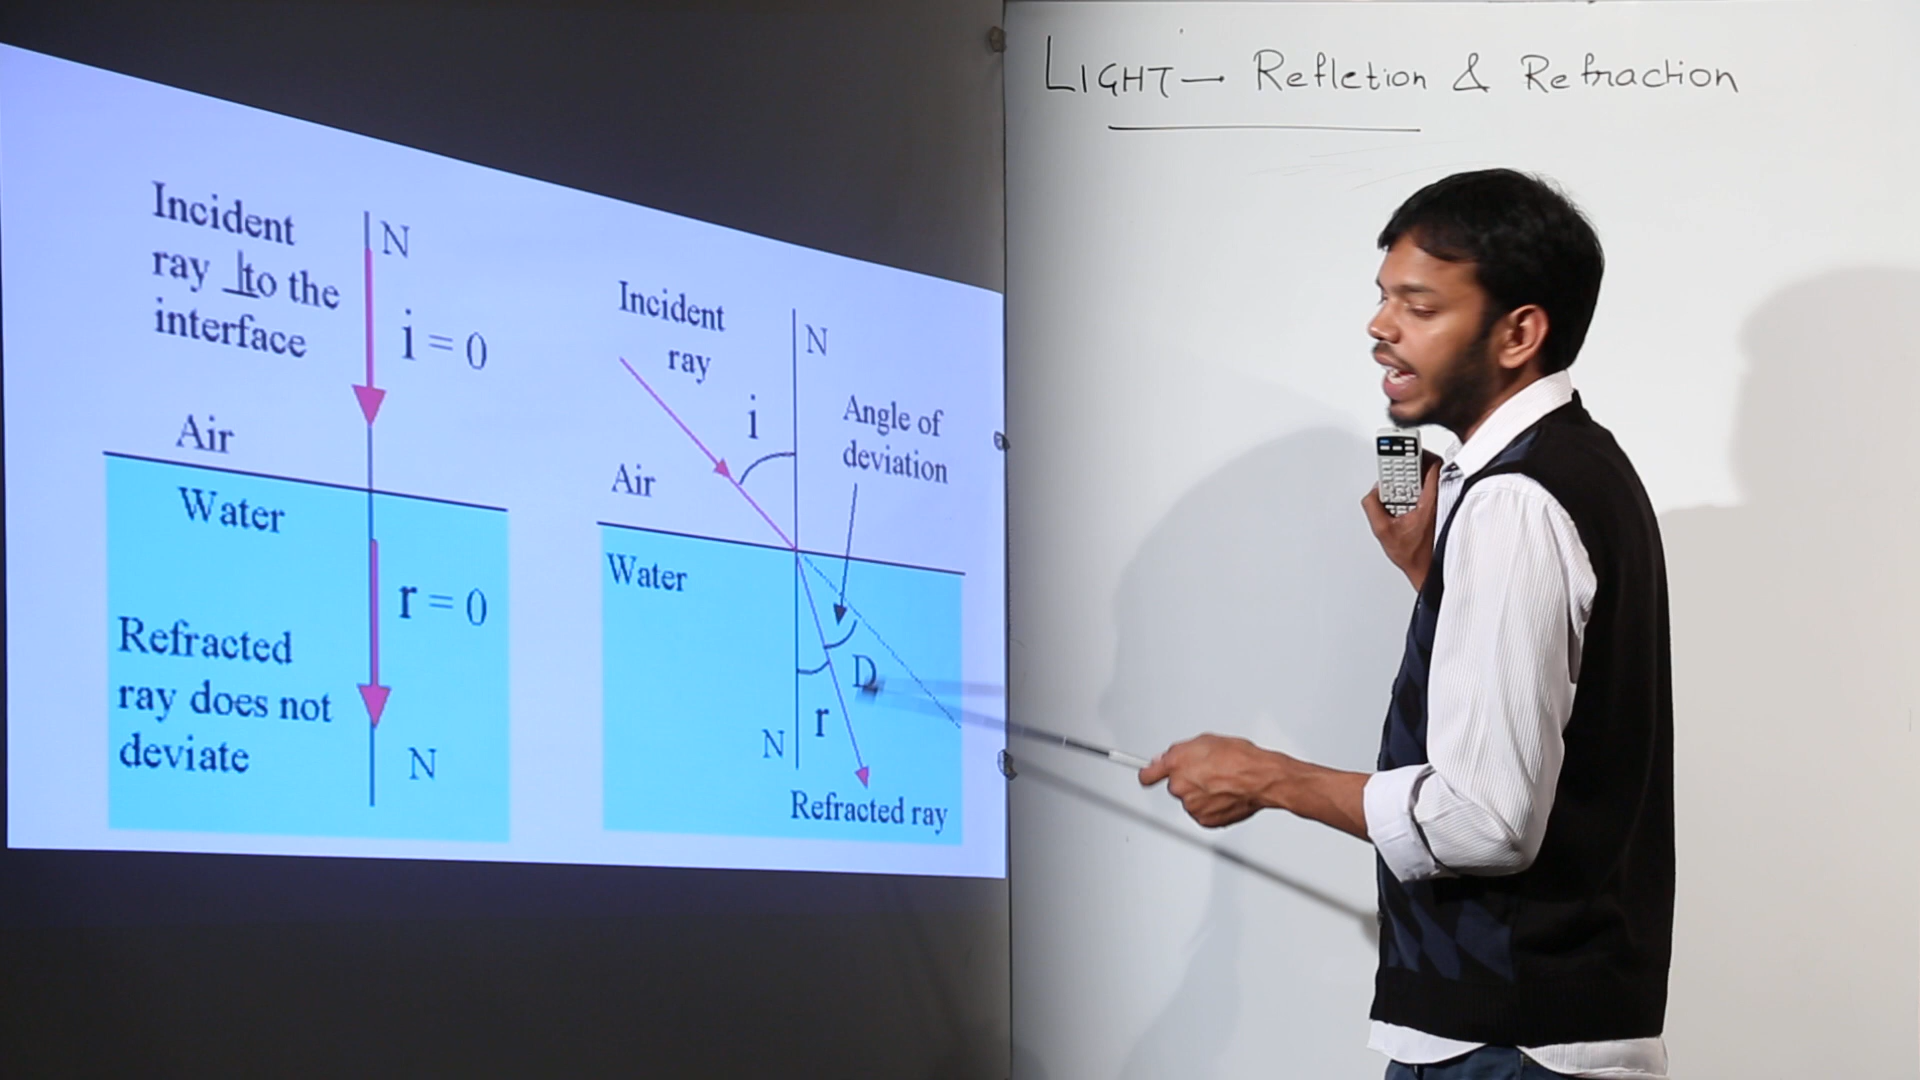 LIGHT — Refletion & Refraction
Incident
ray ⊥to the
interface
N
i = 0
Air
Water
r = 0
Refracted
ray does not
deviate
N
Incident
ray
N
i
Angle of
deviation
Air
Water
D
r
N
Refracted ray